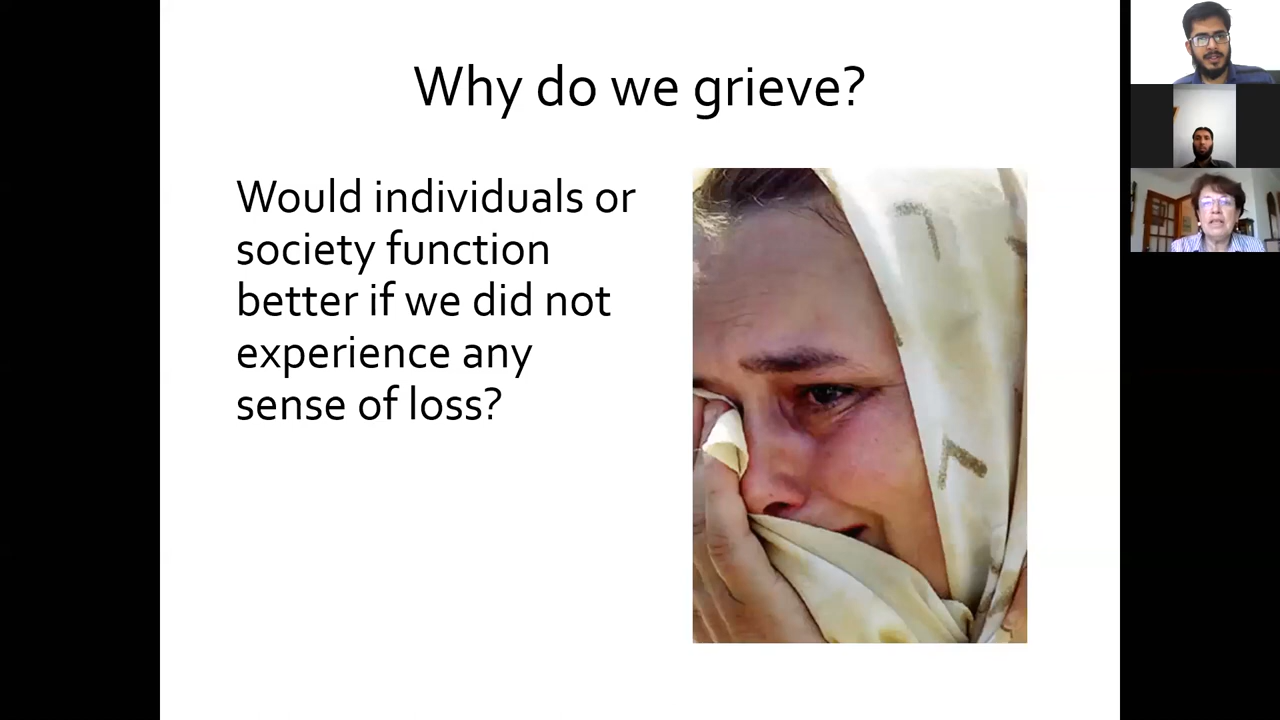 Why do we grieve?
Would individuals or
society function
better if we did not
experience any
sense of loss?